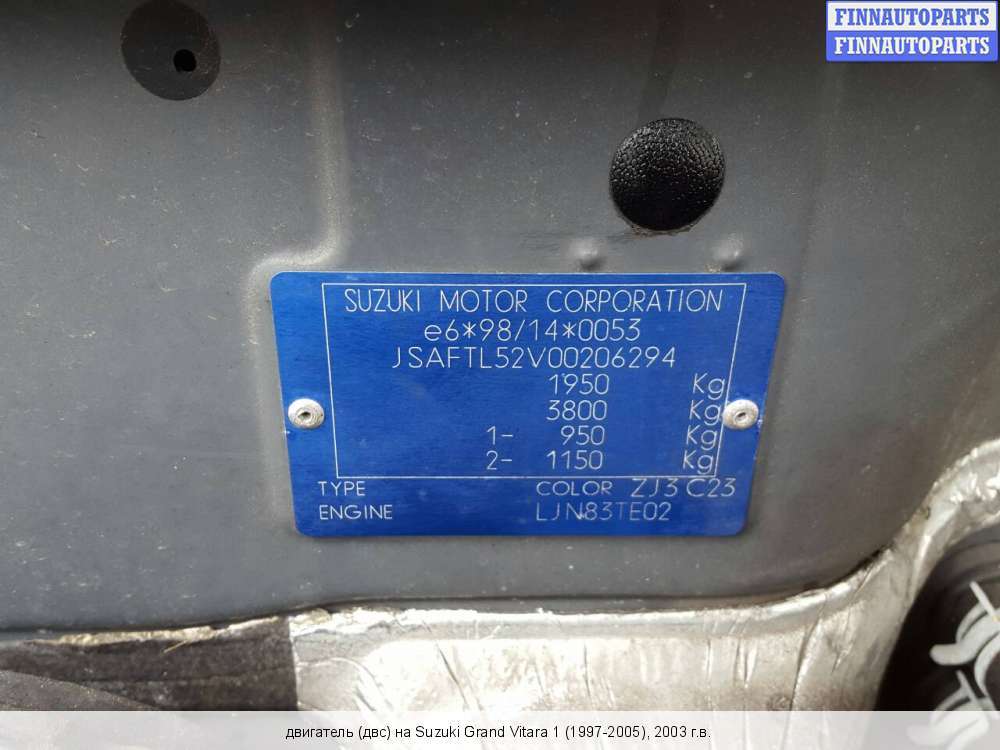 FINNAUTOPARTS
FINNAUTOPARTS
SUZUKI MOTOR CORPORATION
e6*98/14*0053
JSAFTL52V00206294
1950 Kg
3800 Kg
1- 950 Kg
2- 1150 Kg
TYPE COLOR ZJ3 C23
ENGINE LJN83TE02
двигатель (двс) на Suzuki Grand Vitara 1 (1997-2005), 2003 г.в.